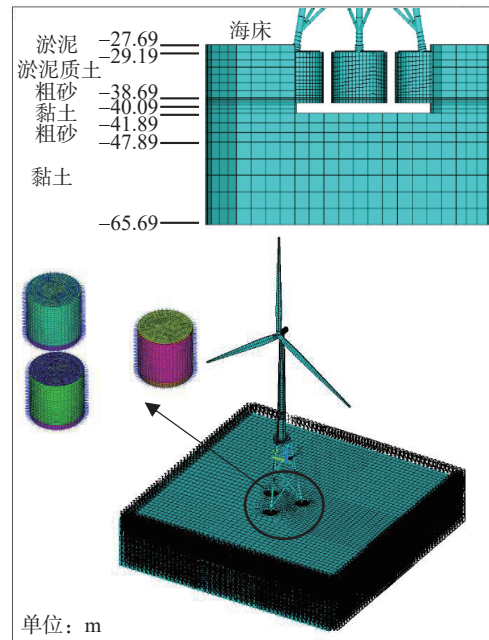 海床
淤泥
−27.69
−29.19
淤泥质土
粗砂
−38.69
−40.09
黏土
−41.89
粗砂
−47.89
黏土
−65.69
单位：m